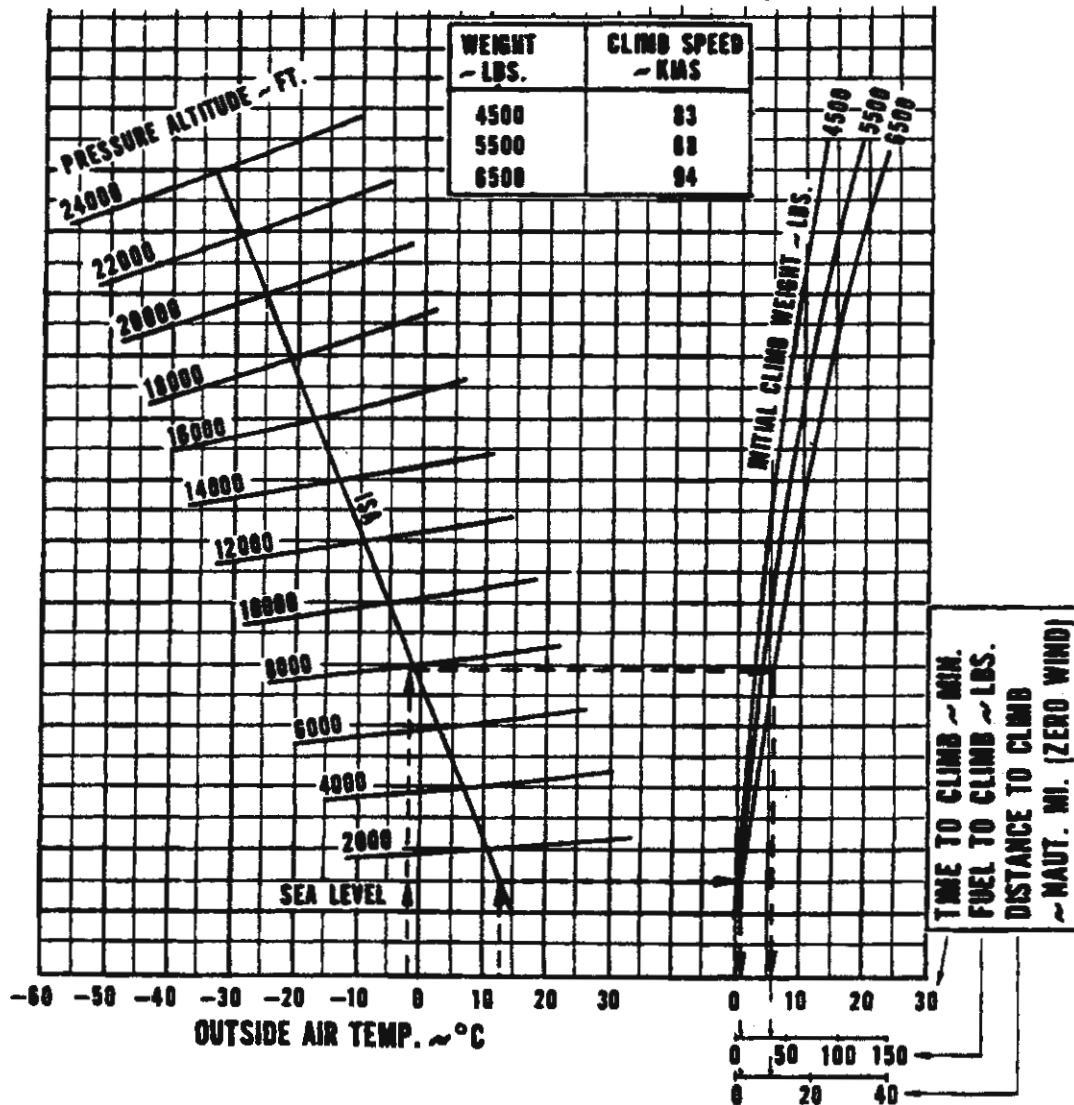 WEIGHT CLIMB SPEED
~ LBS. ~ KIAS
4500 83
5500 88
6500 94
PRESSURE ALTITUDE ~ FT.
24000
22000
20000
18000
16000
14000
12000
10000
8000
6000
4000
2000
SEA LEVEL
ISA
INITIAL CLIMB WEIGHT ~ LBS.
4500
5500
6500
TIME TO CLIMB ~ MIN.
FUEL TO CLIMB ~ LBS.
DISTANCE TO CLIMB
~ NAUT. MI. (ZERO WIND)
-60 -50 -40 -30 -20 -10 0 10 20 30 0 10 20 30
OUTSIDE AIR TEMP. ~ °C
0 50 100 150
0 20 40